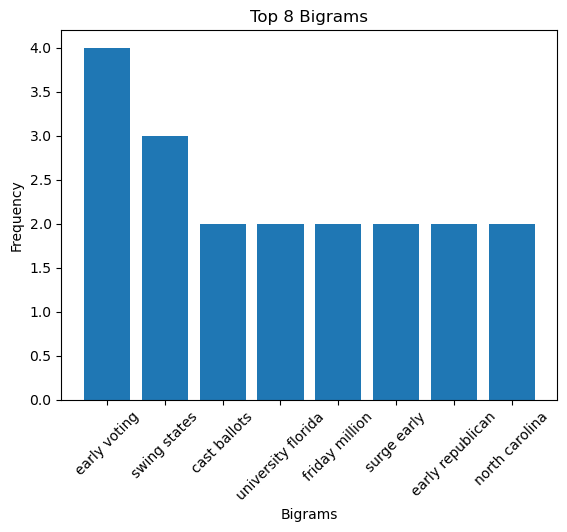 Top 8 Bigrams
Frequency
4.0
3.5
3.0
2.5
2.0
1.5
1.0
0.5
0.0
early voting
swing states
cast ballots
university florida
friday million
surge early
early republican
north carolina
Bigrams